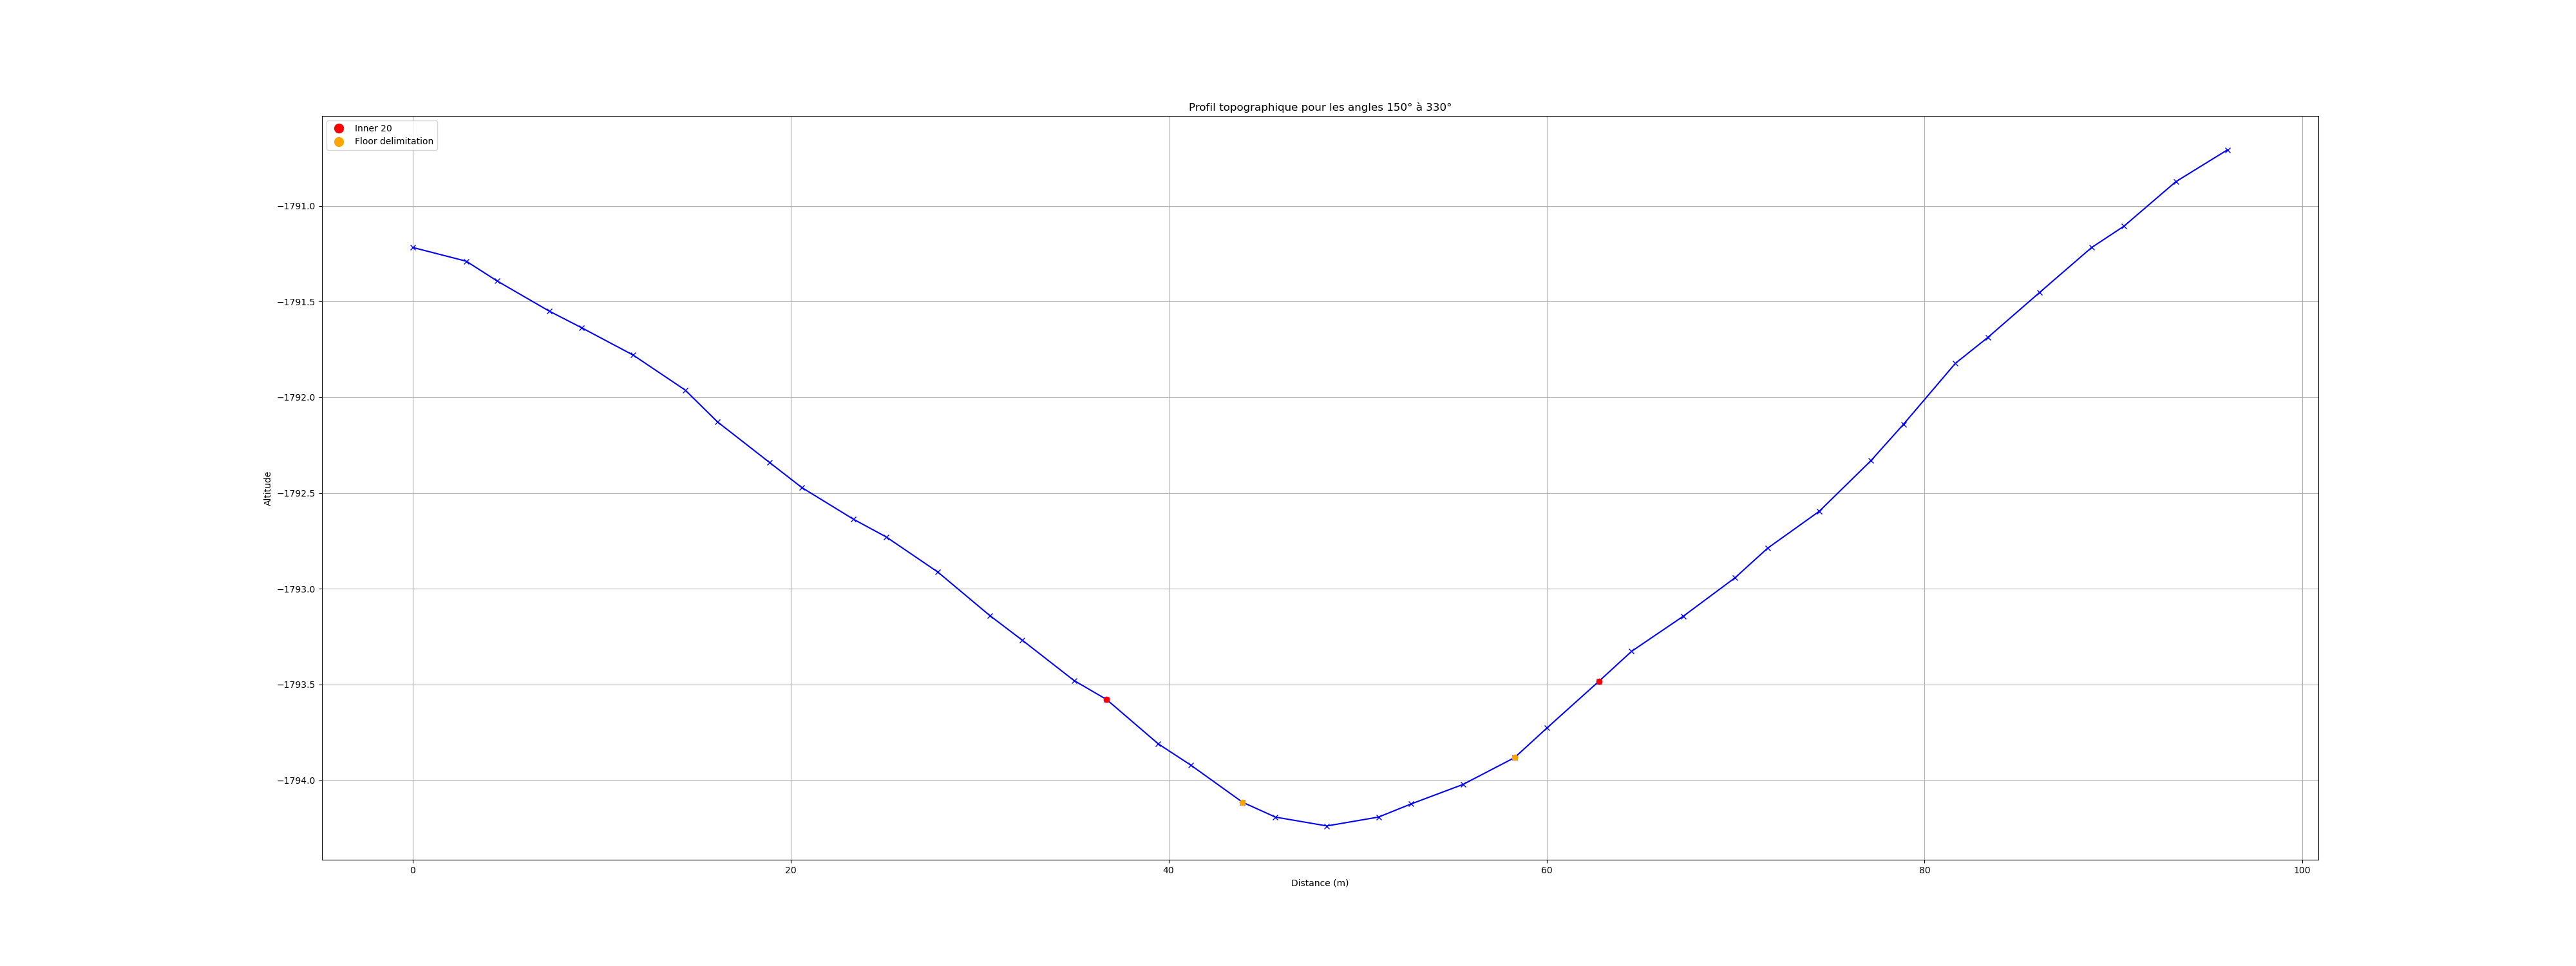 Profil topographique pour les angles 150° à 330°
Inner 20
Floor delimitation
−1791.0
−1791.5
−1792.0
−1792.5
−1793.0
−1793.5
−1794.0
Altitude
0 20 40 60 80 100
Distance (m)